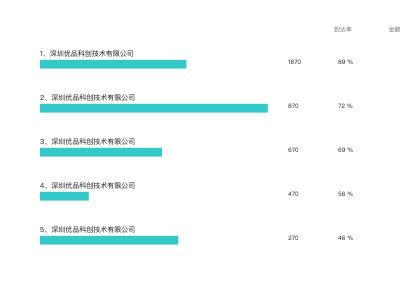 到达率 金额
1、深圳优品科创技术有限公司
1870 89 %
2、深圳优品科创技术有限公司
870 72 %
3、深圳优品科创技术有限公司
670 69 %
4、深圳优品科创技术有限公司
470 56 %
5、深圳优品科创技术有限公司
270 46 %